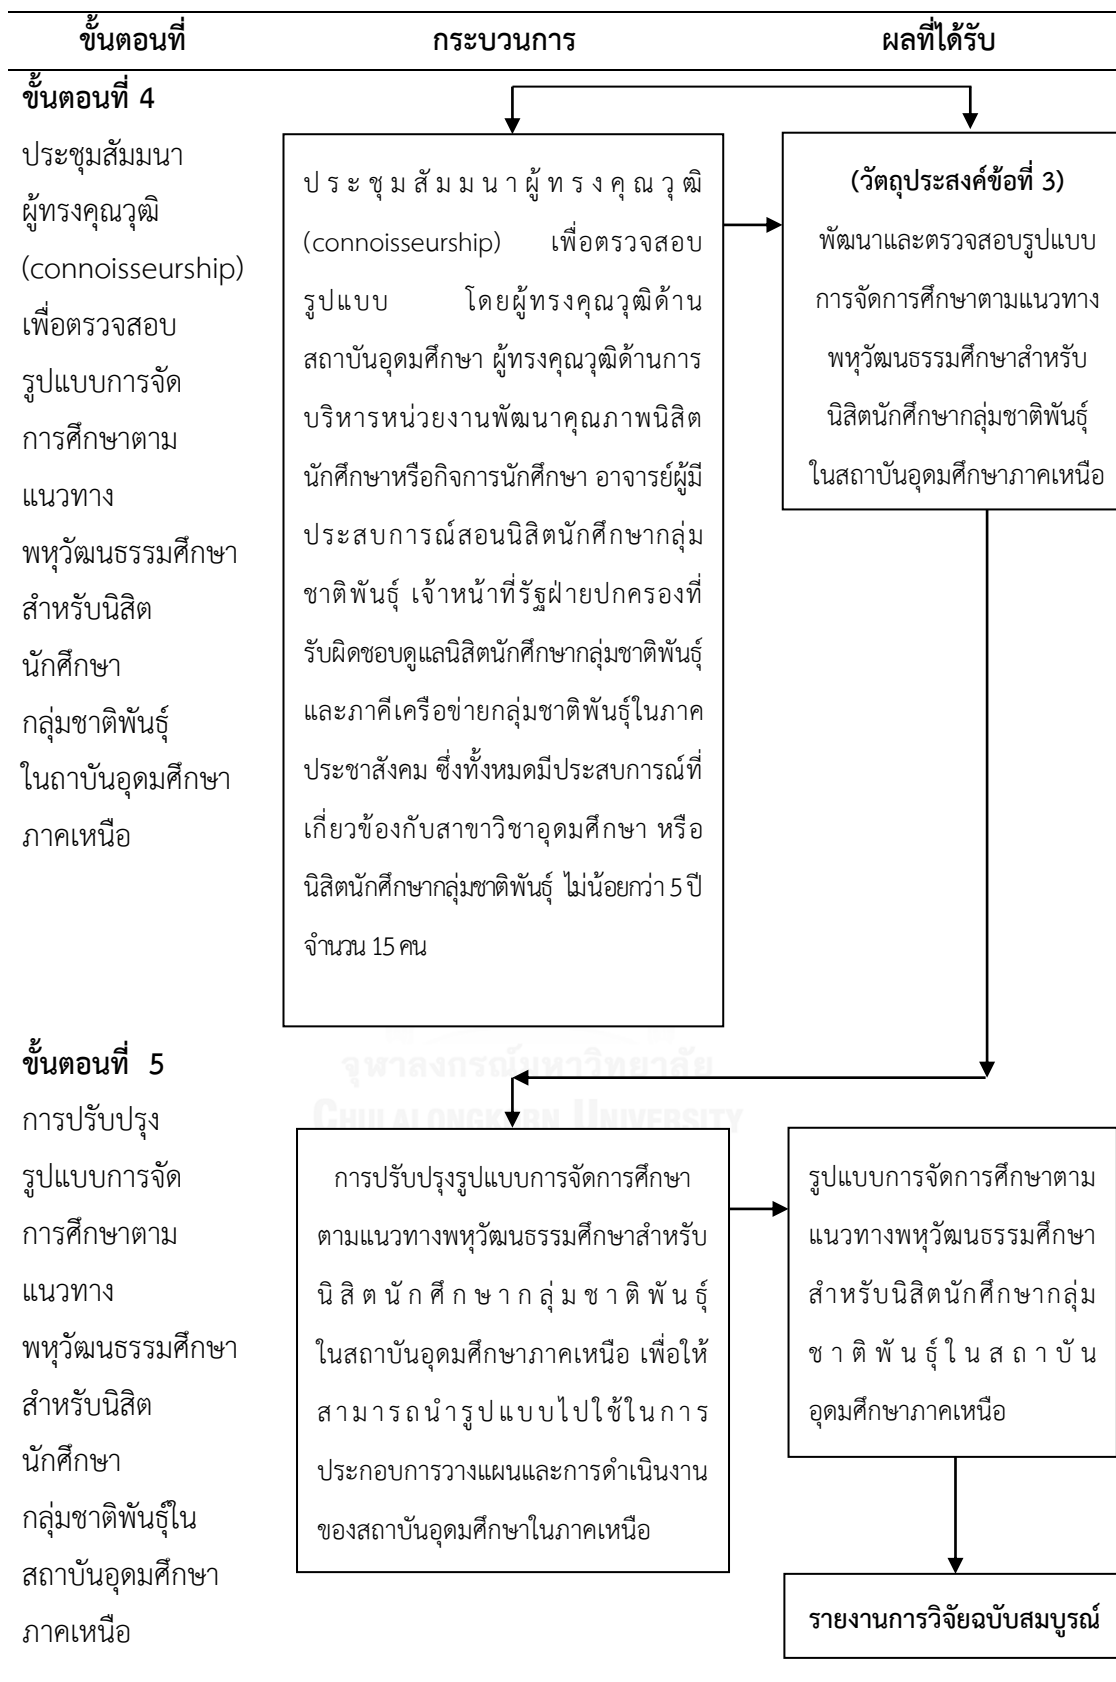 ขั้นตอนที่ กระบวนการ ผลที่ได้รับ
ขั้นตอนที่ 4
ประชุมสัมมนา
ผู้ทรงคุณวุฒิ
(connoisseurship)
เพื่อตรวจสอบ
รูปแบบการจัด
การศึกษาตาม
แนวทาง
พหุวัฒนธรรมศึกษา
สำหรับนิสิต
นักศึกษา
กลุ่มชาติพันธุ์
ในถาบันอุดมศึกษา
ภาคเหนือ
ประชุมสัมมนาผู้ทรงคุณวุฒิ
(connoisseurship) เพื่อตรวจสอบ
รูปแบบ โดยผู้ทรงคุณวุฒิด้าน
สถาบันอุดมศึกษา ผู้ทรงคุณวุฒิด้านการ
บริหารหน่วยงานพัฒนาคุณภาพนิสิต
นักศึกษาหรือกิจการนักศึกษา อาจารย์ผู้มี
ประสบการณ์สอนนิสิตนักศึกษากลุ่ม
ชาติพันธุ์ เจ้าหน้าที่รัฐฝ่ายปกครองที่
รับผิดชอบดูแลนิสิตนักศึกษากลุ่มชาติพันธุ์
และภาคีเครือข่ายกลุ่มชาติพันธุ์ในภาค
ประชาสังคม ซึ่งทั้งหมดมีประสบการณ์ที่
เกี่ยวข้องกับสาขาวิชาอุดมศึกษา หรือ
นิสิตนักศึกษากลุ่มชาติพันธุ์ ไม่น้อยกว่า 5 ปี
จำนวน 15 คน
(วัตถุประสงค์ข้อที่ 3)
พัฒนาและตรวจสอบรูปแบบ
การจัดการศึกษาตามแนวทาง
พหุวัฒนธรรมศึกษาสำหรับ
นิสิตนักศึกษากลุ่มชาติพันธุ์
ในสถาบันอุดมศึกษาภาคเหนือ
จุฬาลงกรณ์มหาวิทยาลัย
CHULALONGKORN UNIVERSITY
ขั้นตอนที่ 5
การปรับปรุง
รูปแบบการจัด
การศึกษาตาม
แนวทาง
พหุวัฒนธรรมศึกษา
สำหรับนิสิต
นักศึกษา
กลุ่มชาติพันธุ์ใน
สถาบันอุดมศึกษา
ภาคเหนือ
การปรับปรุงรูปแบบการจัดการศึกษา
ตามแนวทางพหุวัฒนธรรมศึกษาสำหรับ
นิสิตนักศึกษากลุ่มชาติพันธุ์
ในสถาบันอุดมศึกษาภาคเหนือ เพื่อให้
สามารถนำรูปแบบไปใช้ในการ
ประกอบการวางแผนและการดำเนินงาน
ของสถาบันอุดมศึกษาในภาคเหนือ
รูปแบบการจัดการศึกษาตาม
แนวทางพหุวัฒนธรรมศึกษา
สำหรับนิสิตนักศึกษากลุ่ม
ชาติพันธุ์ในสถาบัน
อุดมศึกษาภาคเหนือ
รายงานการวิจัยฉบับสมบูรณ์